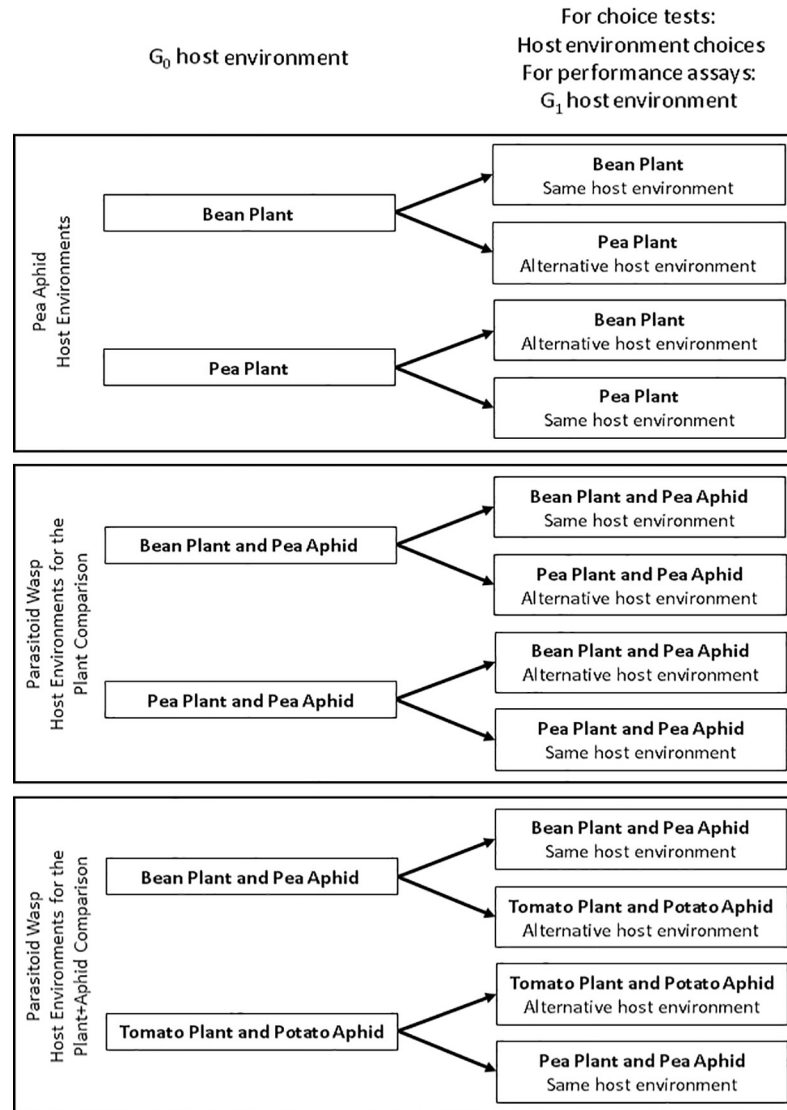 G₀ host environment
For choice tests:
Host environment choices
For performance assays:
G₁ host environment
Pea Aphid
Host Environments
Bean Plant
Bean Plant
Same host environment
Pea Plant
Alternative host environment
Pea Plant
Bean Plant
Alternative host environment
Pea Plant
Same host environment
Parasitoid Wasp
Host Environments for the
Plant Comparison
Bean Plant and Pea Aphid
Bean Plant and Pea Aphid
Same host environment
Pea Plant and Pea Aphid
Alternative host environment
Pea Plant and Pea Aphid
Bean Plant and Pea Aphid
Alternative host environment
Pea Plant and Pea Aphid
Same host environment
Parasitoid Wasp
Host Environments for the
Plant+Aphid Comparison
Bean Plant and Pea Aphid
Bean Plant and Pea Aphid
Same host environment
Tomato Plant and Potato Aphid
Alternative host environment
Tomato Plant and Potato Aphid
Tomato Plant and Potato Aphid
Alternative host environment
Pea Plant and Pea Aphid
Same host environment